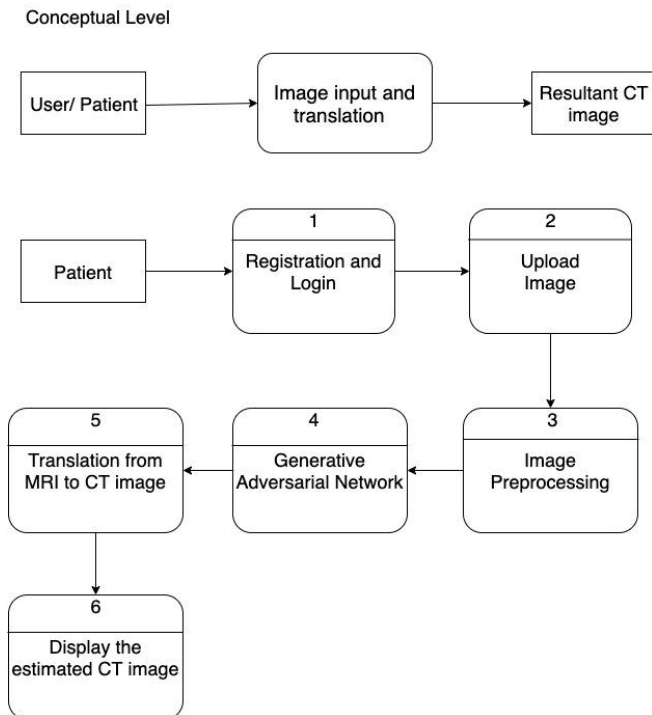 Conceptual Level
User/ Patient
Image input and
translation
Resultant CT
image
Patient
1
Registration and
Login
2
Upload
Image
3
Image
Preprocessing
4
Generative
Adversarial Network
5
Translation from
MRI to CT image
6
Display the
estimated CT image